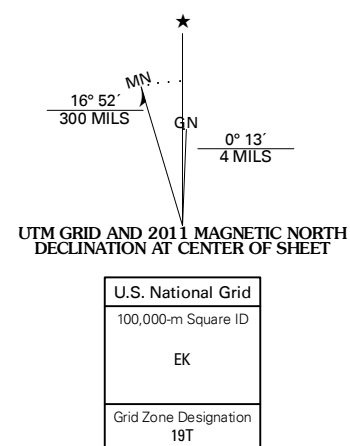 MN
16° 52´
300 MILS
GN
0° 13´
4 MILS
UTM GRID AND 2011 MAGNETIC NORTH
DECLINATION AT CENTER OF SHEET
U.S. National Grid
100,000-m Square ID
EK
Grid Zone Designation
19T